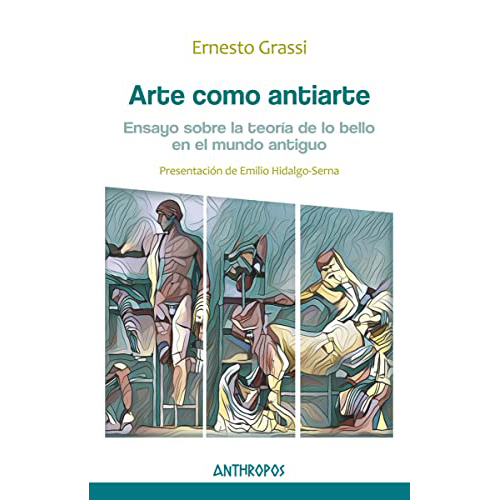 Ernesto Grassi
Arte como antiarte
Ensayo sobre la teoría de lo bello
en el mundo antiguo
Presentación de Emilio Hidalgo-Serna
ANTHROPOS